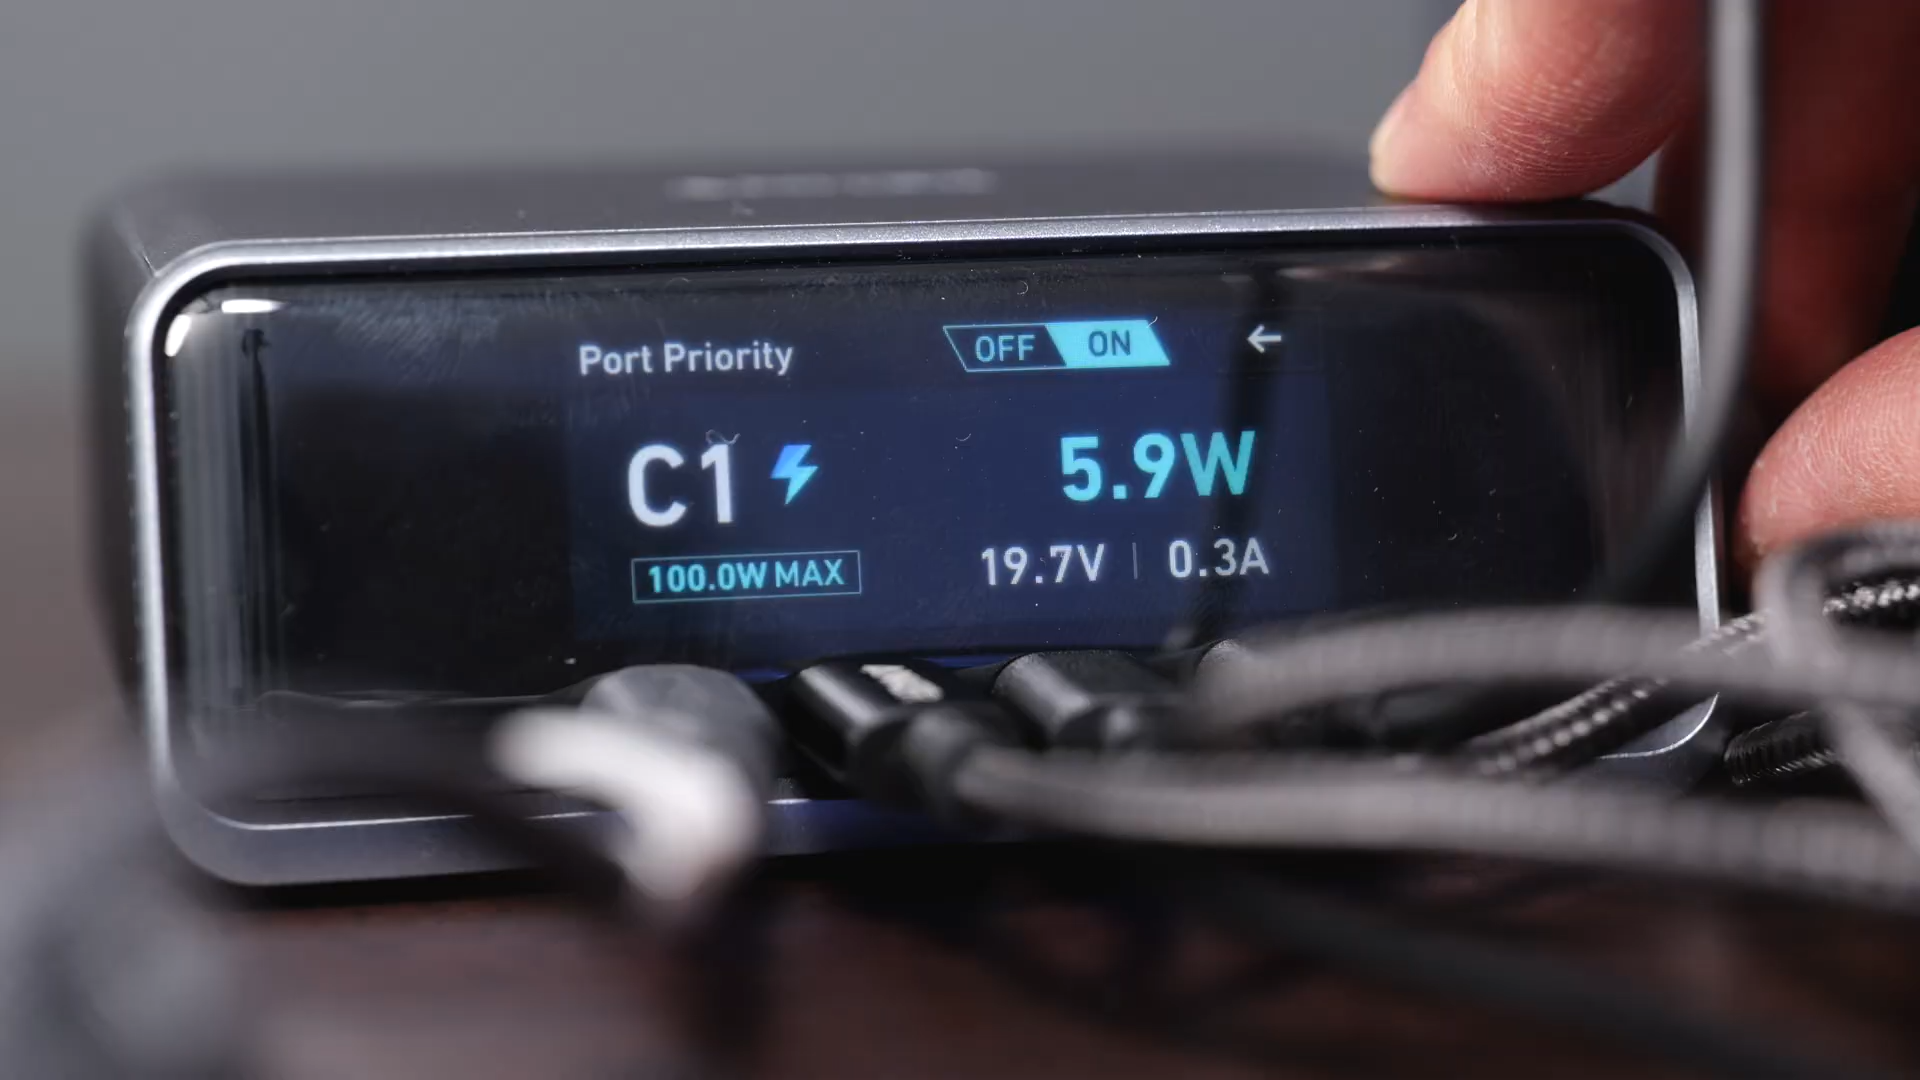 Port Priority OFF ON ←
C1 5.9W
100.0W MAX 19.7V | 0.3A